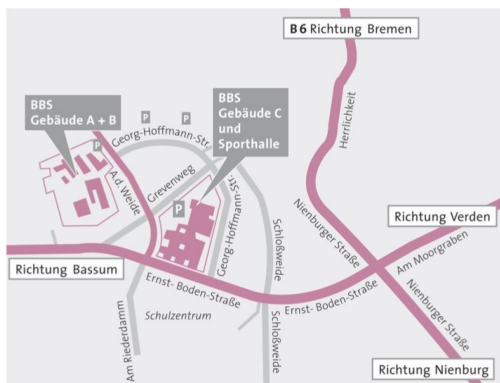 B 6 Richtung Bremen
BBS
Gebäude A + B
BBS
Gebäude C
und
Sporthalle
P
P
P
P
Georg-Hoffmann-Str.
Herrlichkeit
A.d. Weide
Grevenweg
Georg-Hoffmann-Str.
Schloßweide
Nienburger Straße
Richtung Verden
Am Moorgraben
Richtung Bassum
Ernst- Boden-Straße
Ernst- Boden-Straße
Nienburger Straße
Am Riederdamm
Schulzentrum
Schloßweide
Richtung Nienburg